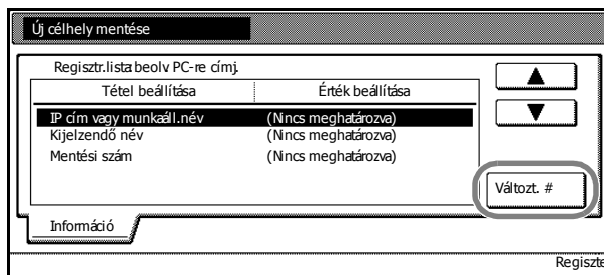 Új célhely mentése
Regisztr.lista beolv PC-re címj.
Tétel beállítása Érték beállítása
IP cím vagy munkaáll.név (Nincs meghatározva)
Kijelzendő név (Nincs meghatározva)
Mentési szám (Nincs meghatározva)
Változt. #
Információ
Regiszte